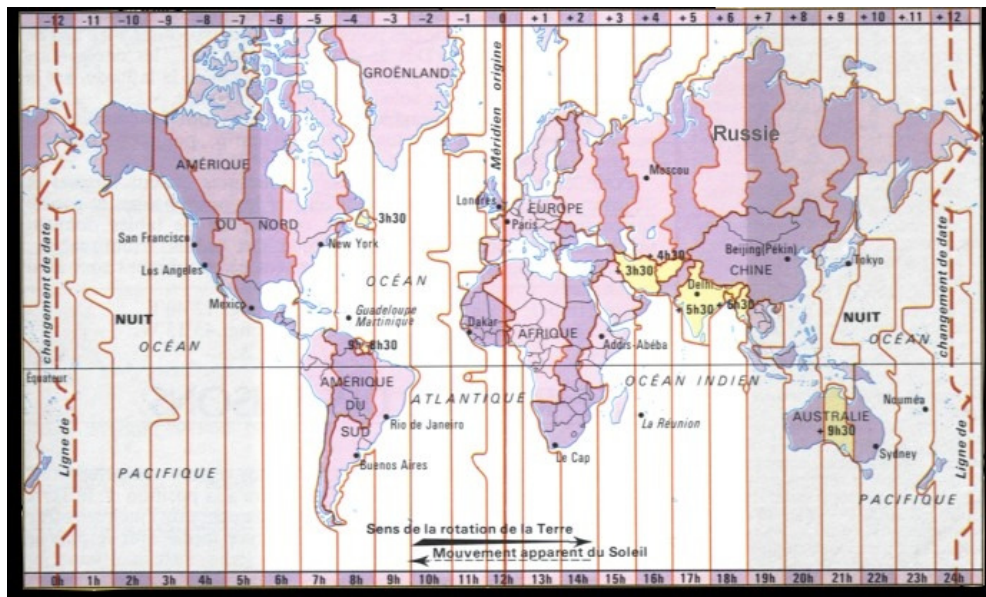 -12 -11 -10 -9 -8 -7 -6 -5 -4 -3 -2 -1 0 +1 +2 +3 +4 +5 +6 +7 +8 +9 +10 +.11 +12
GROËNLAND
Méridien origine
Russie
AMÉRIQUE
Moscou
Londres
EUROPE
-3h30
DU NORD
Paris
San Francisco
New York
Beijing(Pékin)
+ 4h30
Tokyo
Los Angeles
+ 3h30
CHINE
OCÉAN
Delhi
Mexico
Guadeloupe
Martinique
+ 5h30
+ 6h30
NUIT
Dakar
AFRIQUE
NUIT
changement de date
changement de date
Addis-Abéba
OCÉAN
OCÉAN
Équateur
AMÉRIQUE
OCÉAN INDIEN
DU
ATLANTIQUE
Nouméa
SUD
Rio de Janeiro
La Réunion
AUSTRALIE
+ 9h30
Ligne de
Ligne de
Buenos Aires
Le Cap
Sydney
PACIFIQUE
PACIFIQUE
Sens de la rotation de la Terre
Mouvement apparent du Soleil
0h 1h 2h 3h 4h 5h 6h 7h 8h 9h 10h 11h 12h 13h 14h 15h 16h 17h 18h 19h 20h 21h 22h 23h 24h